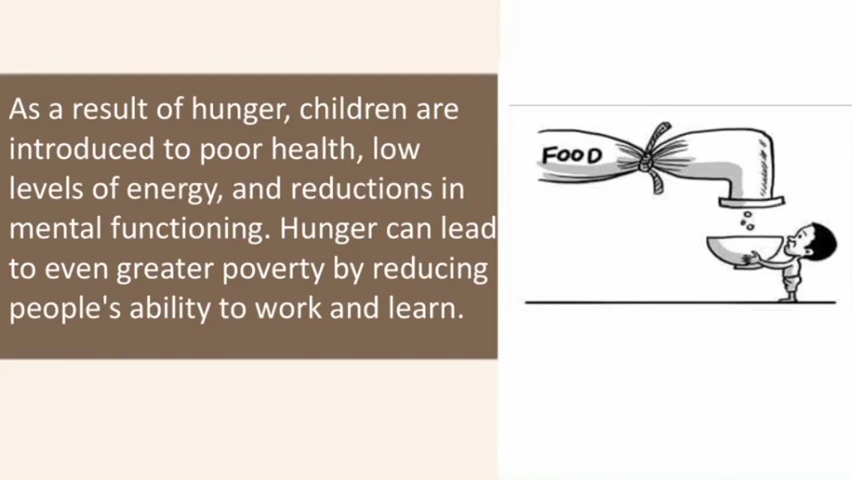 As a result of hunger, children are
introduced to poor health, low
levels of energy, and reductions in
mental functioning. Hunger can lead
to even greater poverty by reducing
people's ability to work and learn.
FOOD